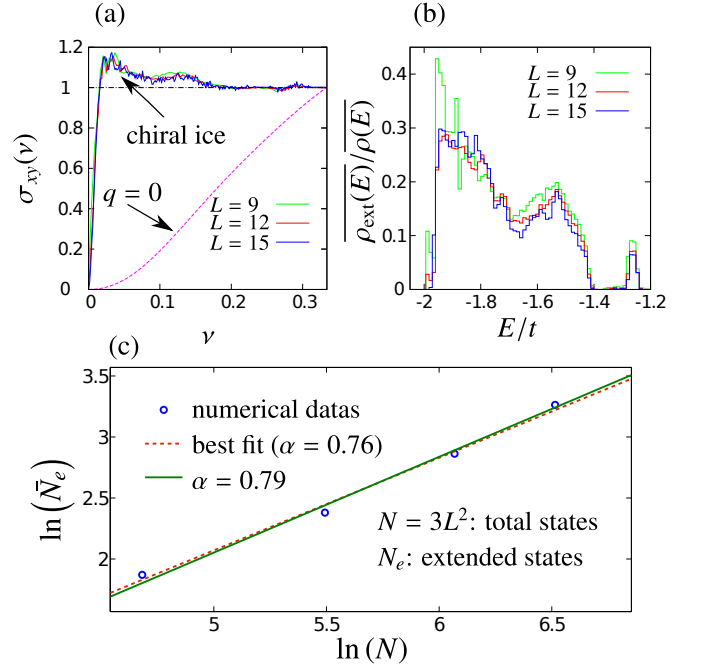 (a)
1.2
1
0.8
0.6
0.4
0.2
0
σxy(ν)
chiral ice
q = 0
L = 9
L = 12
L = 15
0 0.1 0.2 0.3
ν
(b)
0.4
0.3
0.2
0.1
0
ρext(E)/ρ(E)
L = 9
L = 12
L = 15
-2 -1.8 -1.6 -1.4 -1.2
E/t
(c)
3.5
3
2.5
2
ln(N̄e)
numerical datas
best fit (α = 0.76)
α = 0.79
N = 3L²: total states
Ne: extended states
5 5.5 6 6.5
ln(N)